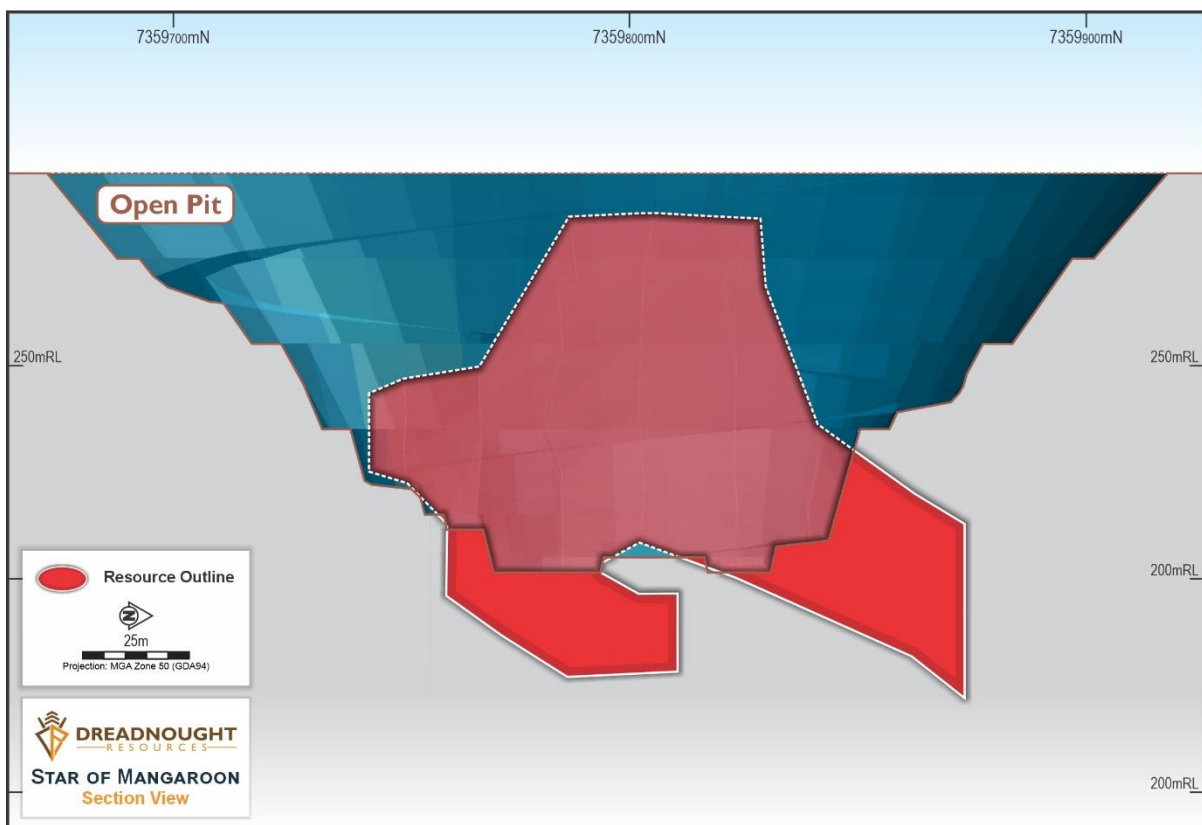 7359700mN 7359800mN 7359900mN
Open Pit
250mRL 250mRL
200mRL
Resource Outline
N
25m
Projection: MGA Zone 50 (GDA94)
DREADNOUGHT
RESOURCES
STAR OF MANGAROON
Section View
200mRL